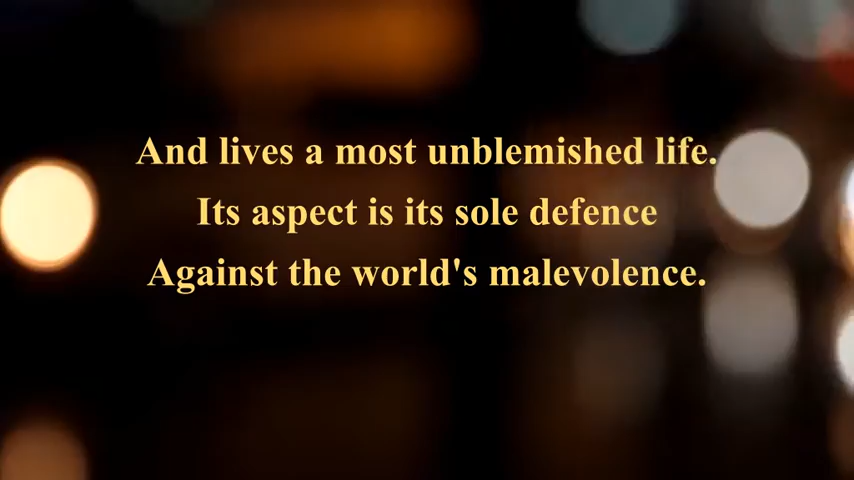 And lives a most unblemished life.
Its aspect is its sole defence
Against the world's malevolence.